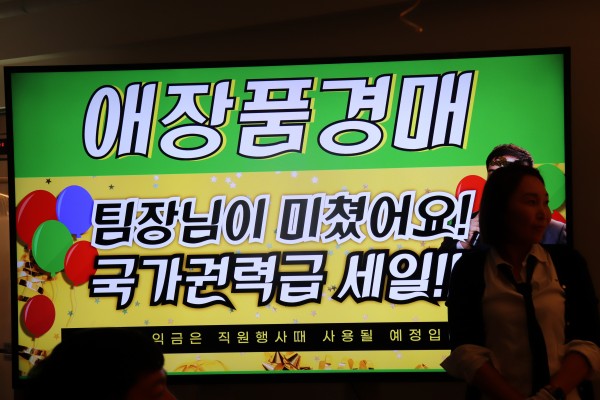 애장품경매
팀장님이 미쳤어요!
국가권력급 세일!!
익금은 직원행사때 사용될 예정입